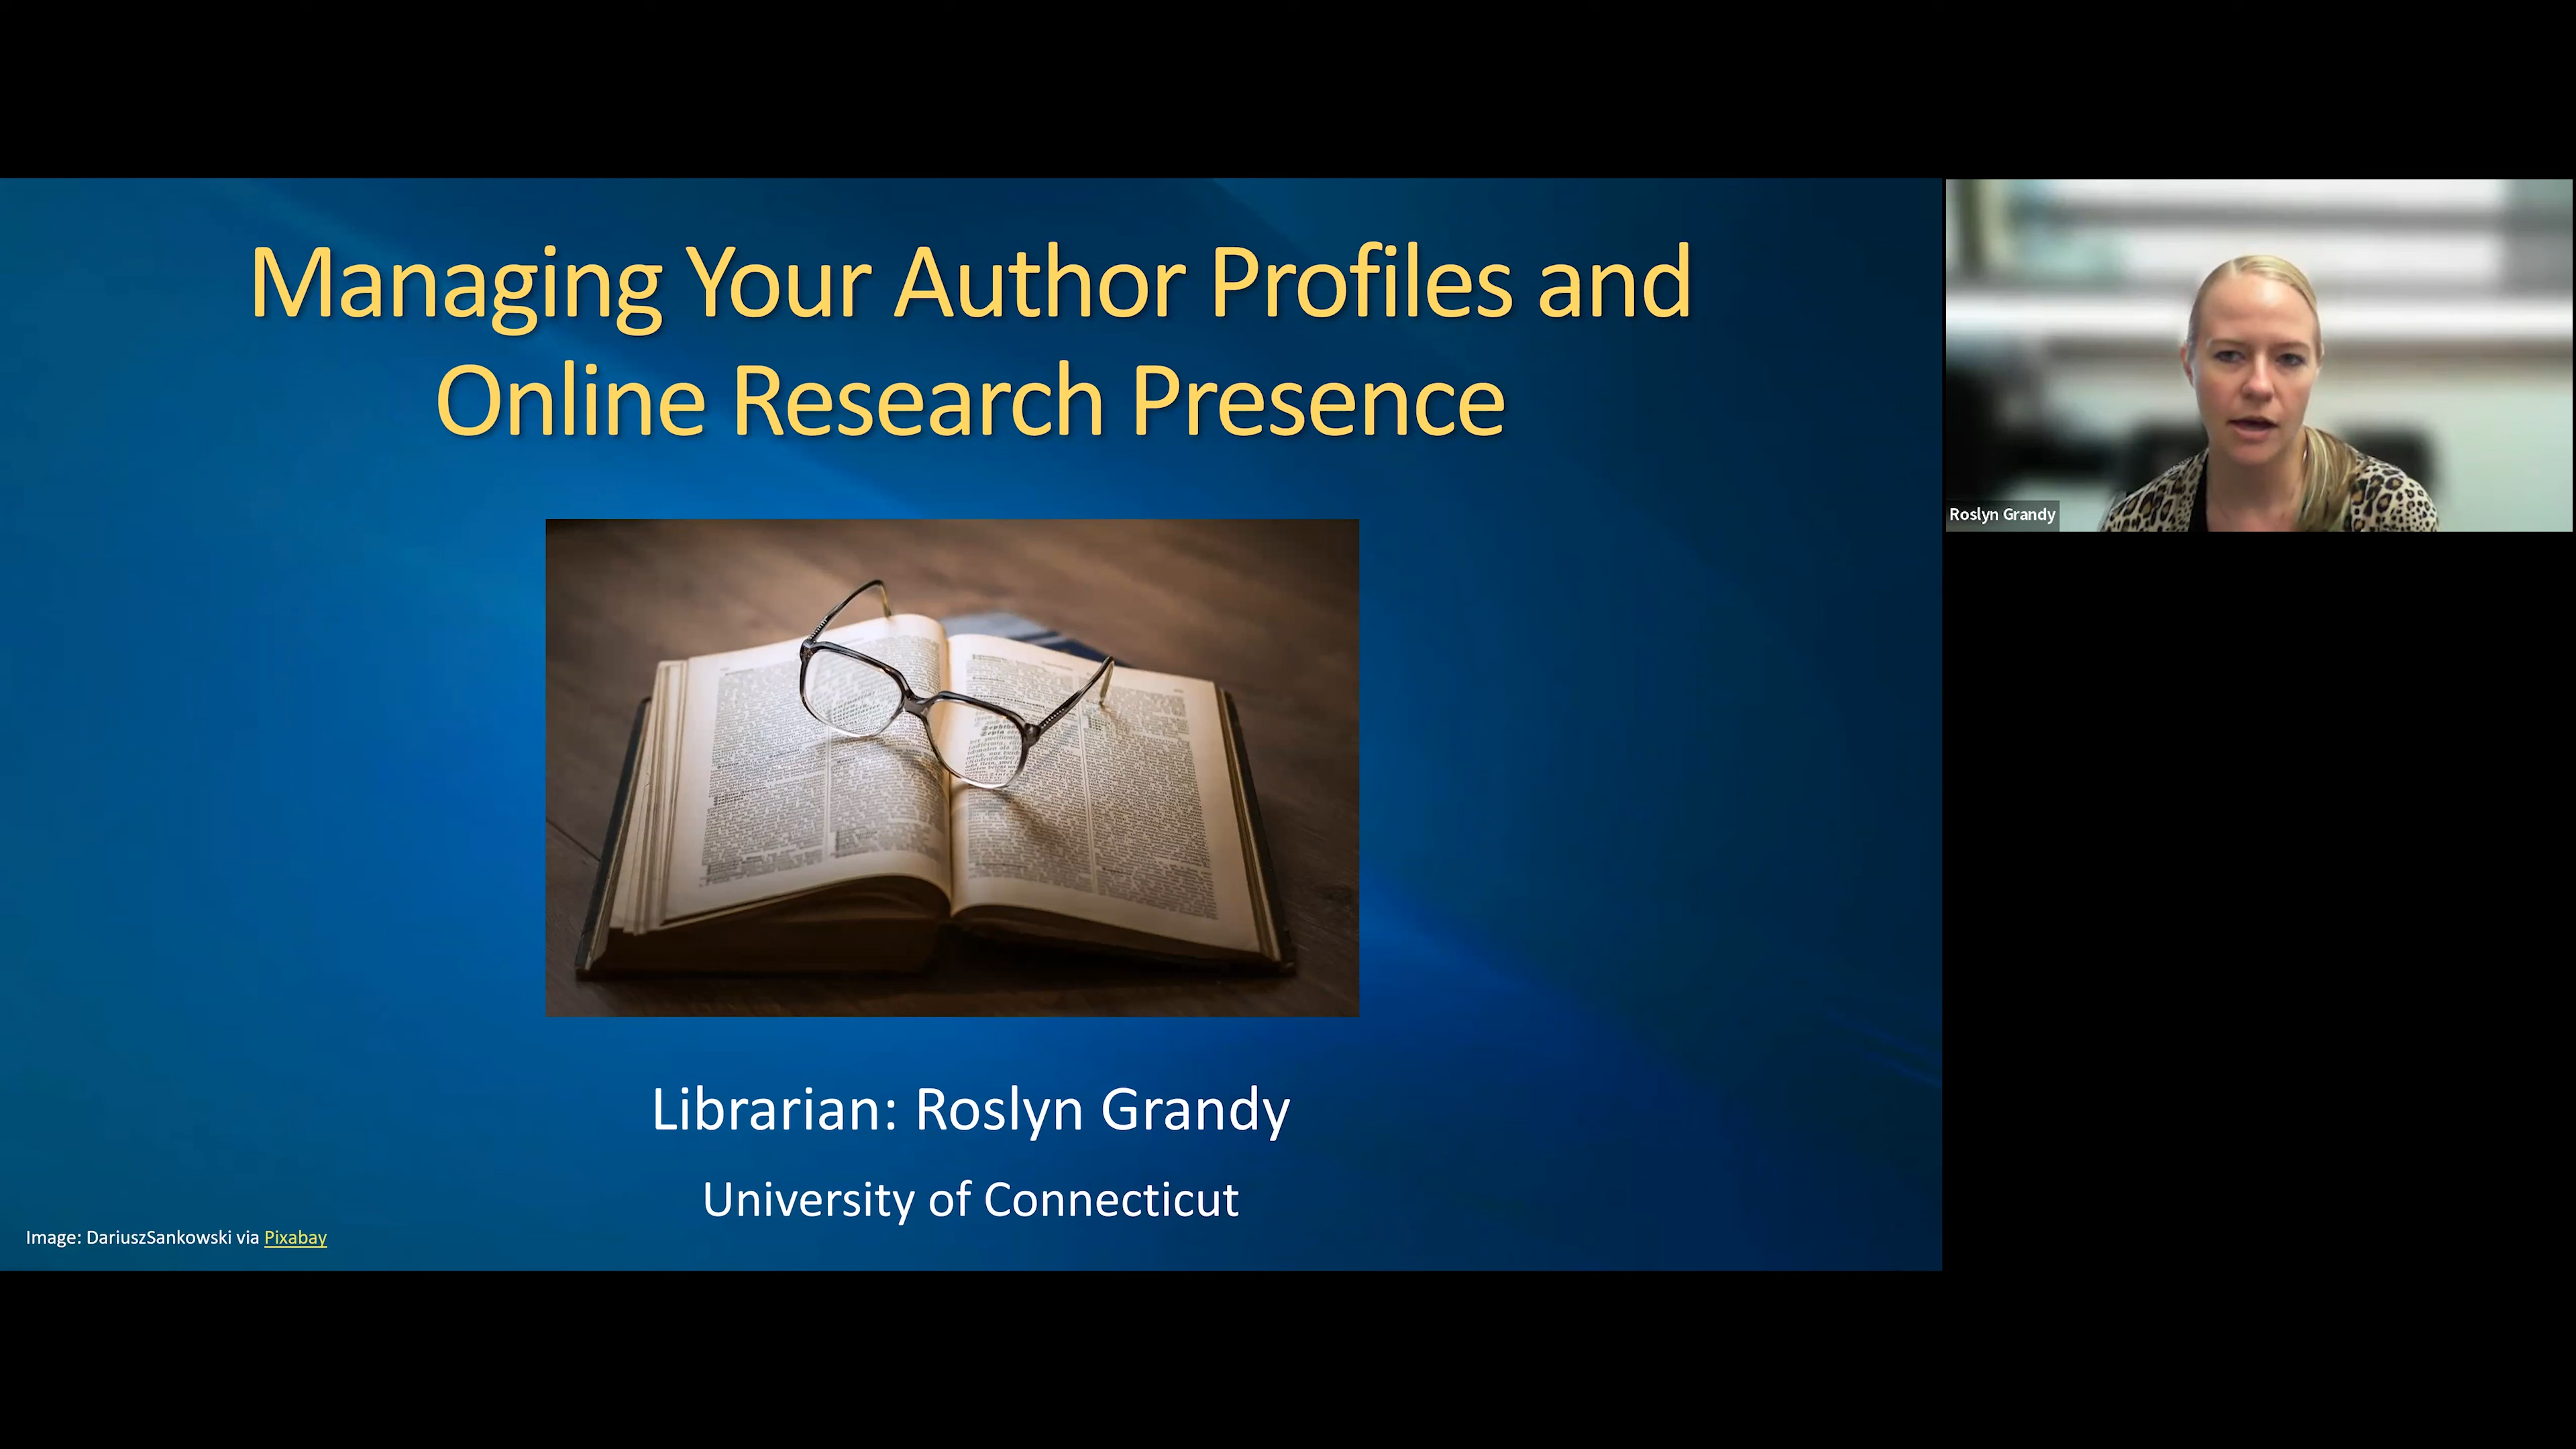 Managing Your Author Profiles and
Online Research Presence
Roslyn Grandy
Librarian: Roslyn Grandy
University of Connecticut
Image: DariuszSankowski via Pixabay